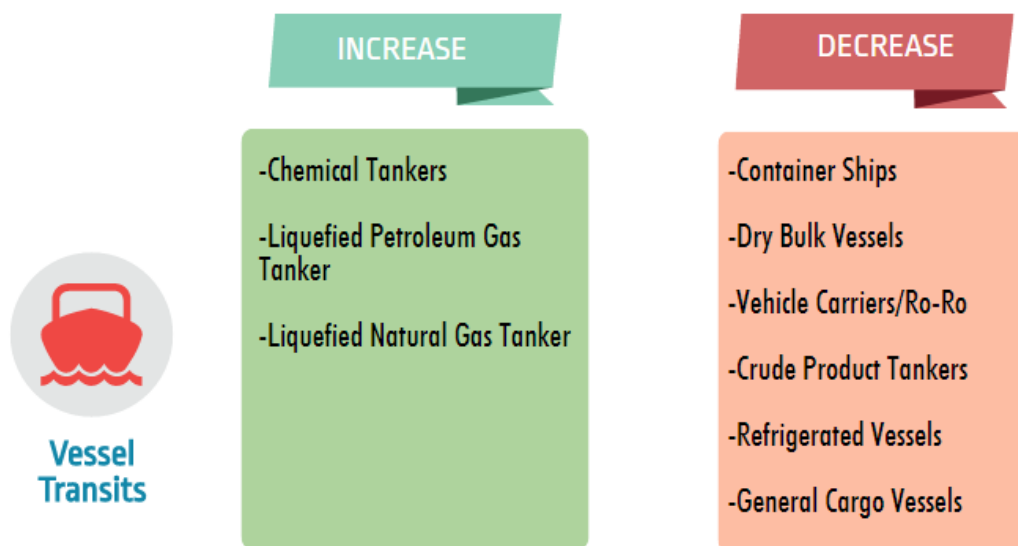 INCREASE
DECREASE
-Chemical Tankers
-Liquefied Petroleum Gas
Tanker
-Liquefied Natural Gas Tanker
-Container Ships
-Dry Bulk Vessels
-Vehicle Carriers/Ro-Ro
-Crude Product Tankers
-Refrigerated Vessels
-General Cargo Vessels
Vessel
Transits